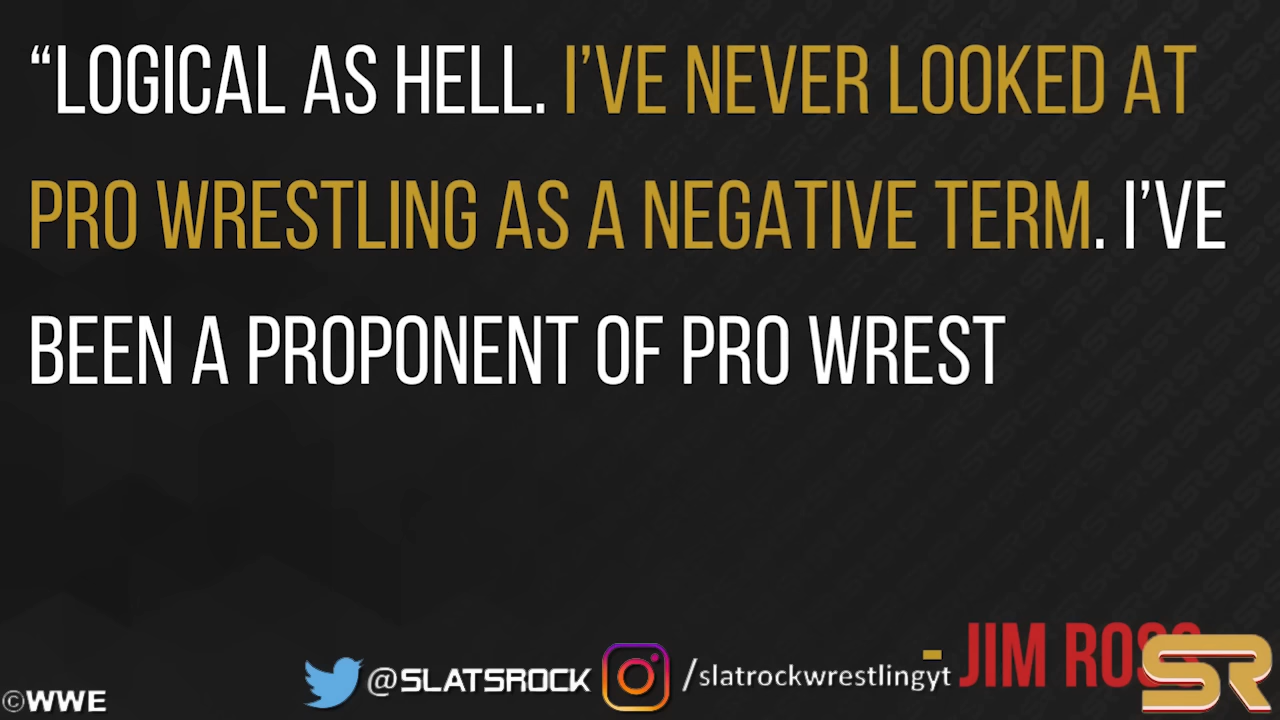 “LOGICAL AS HELL. I’VE NEVER LOOKED AT
PRO WRESTLING AS A NEGATIVE TERM. I’VE
BEEN A PROPONENT OF PRO WREST
- JIM ROSS
©WWE
@SLATSROCK
/slatrockwrestlingyt
SR